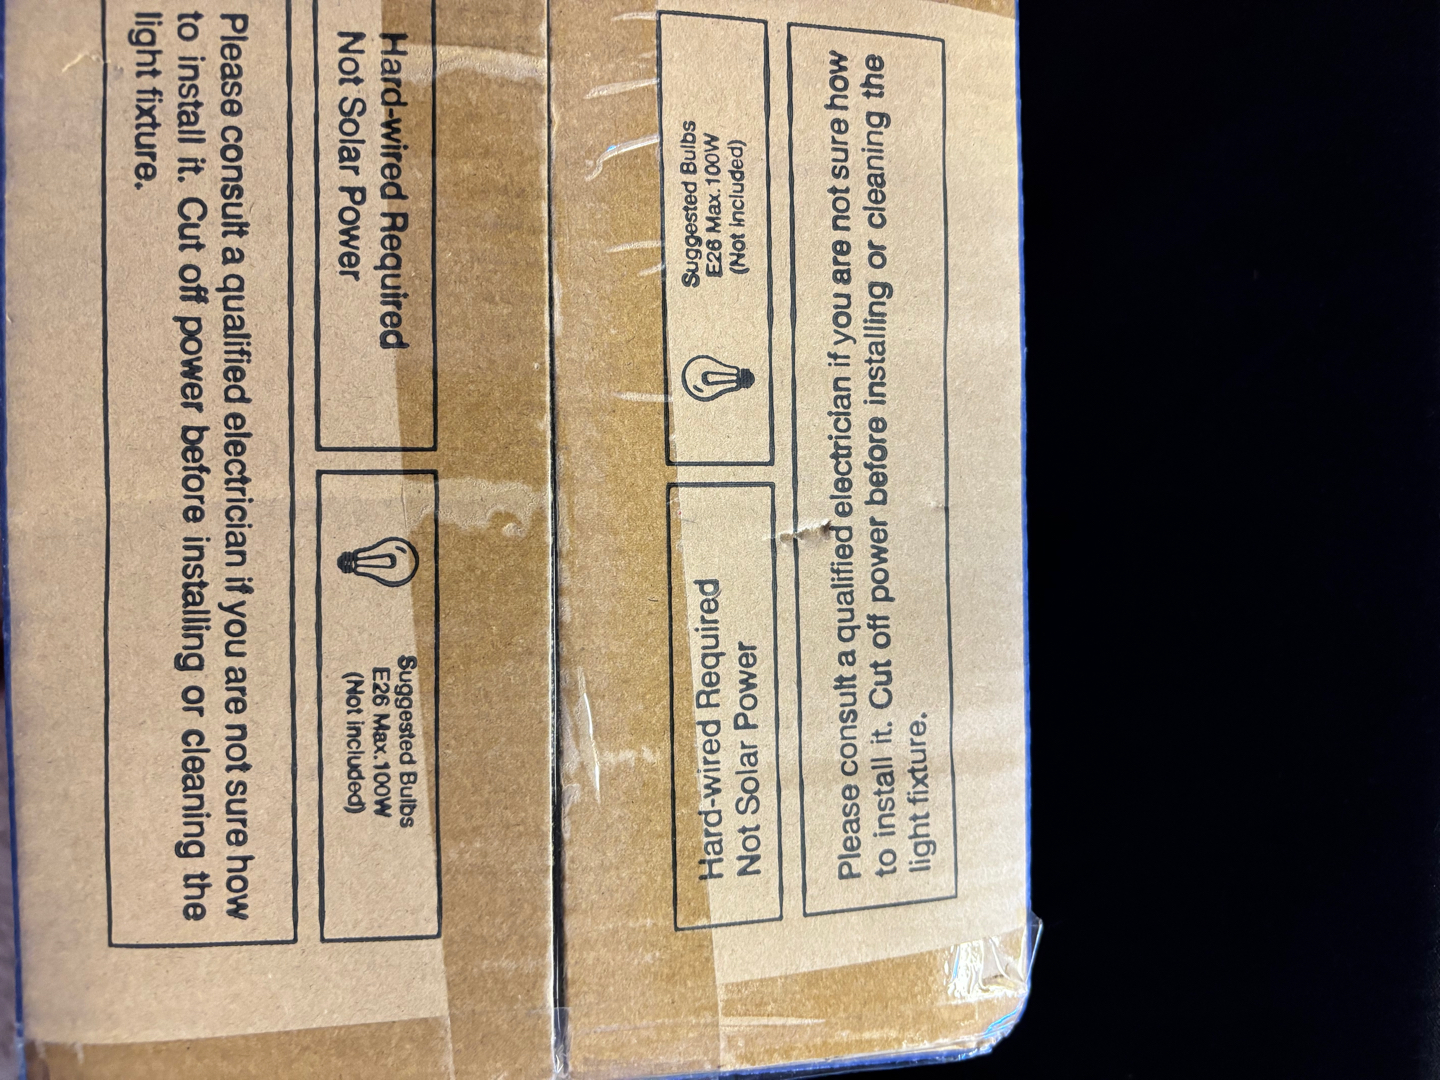 Hard-wired Required
Not Solar Power
Suggested Bulbs
E26 Max.100W
(Not included)
Please consult a qualified electrician if you are not sure how
to install it. Cut off power before installing or cleaning the
light fixture.
Suggested Bulbs
E26 Max.100W
(Not included)
Hard-wired Required
Not Solar Power
Please consult a qualified electrician if you are not sure how
to install it. Cut off power before installing or cleaning the
light fixture.